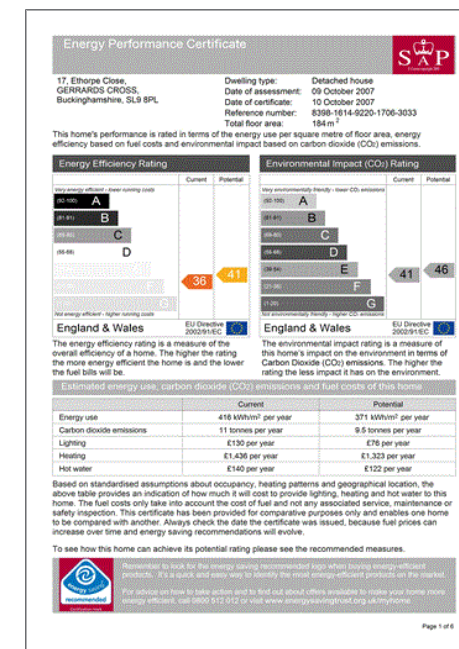 Energy Performance Certificate
SAP
17, Ethorpe Close,
GERRARDS CROSS,
Buckinghamshire, SL9 8PL
Dwelling type: Detached house
Date of assessment: 09 October 2007
Date of certificate: 10 October 2007
Reference number: 8398-1614-9220-1706-3033
Total floor area: 184 m²
This home's performance is rated in terms of the energy use per square metre of floor area, energy
efficiency based on fuel costs and environmental impact based on carbon dioxide (CO₂) emissions.
Energy Efficiency Rating
Current Potential
Very energy efficient - lower running costs
(92-100) A
(81-91) B
C
(55-68) D
F
G
36
41
Not energy efficient - higher running costs
England & Wales
EU Directive
2002/91/EC
The energy efficiency rating is a measure of the
overall efficiency of a home. The higher the rating
the more energy efficient the home is and the lower
the fuel bills will be.
Environmental Impact (CO₂) Rating
Current Potential
Very environmentally friendly - lower CO₂ emissions
(92-100) A
(81-91) B
(69-80) C
(55-68) D
(39-54) E
(21-38) F
(1-20) G
41
46
Not environmentally friendly - higher CO₂ emissions
England & Wales
EU Directive
2002/91/EC
The environmental impact rating is a measure of
this home's impact on the environment in terms of
Carbon Dioxide (CO₂) emissions. The higher the
rating the less impact it has on the environment.
Estimated energy use, carbon dioxide (CO₂) emissions and fuel costs of this home
Current Potential
Energy use 416 kWh/m² per year 371 kWh/m² per year
Carbon dioxide emissions 11 tonnes per year 9.5 tonnes per year
Lighting £130 per year £76 per year
Heating £1,436 per year £1,323 per year
Hot water £140 per year £122 per year
Based on standardised assumptions about occupancy, heating patterns and geographical location, the
above table provides an indication of how much it will cost to provide lighting, heating and hot water to this
home. The fuel costs only take into account the cost of fuel and not any associated service, maintenance or
safety inspection. This certificate has been provided for comparative purposes only and enables one home
to be compared with another. Always check the date the certificate was issued, because fuel prices can
increase over time and energy saving recommendations will evolve.
To see how this home can achieve its potential rating please see the recommended measures.
energy saving
recommended
Certification mark
Remember to look for the energy saving recommended logo when buying energy-efficient
products. It's a quick and easy way to identify the most energy-efficient products on the market.
For advice on how to take action and to find out about offers available to make your home more
energy efficient, call 0800 512 012 or visit www.energysavingtrust.org.uk/myhome
Page 1 of 6